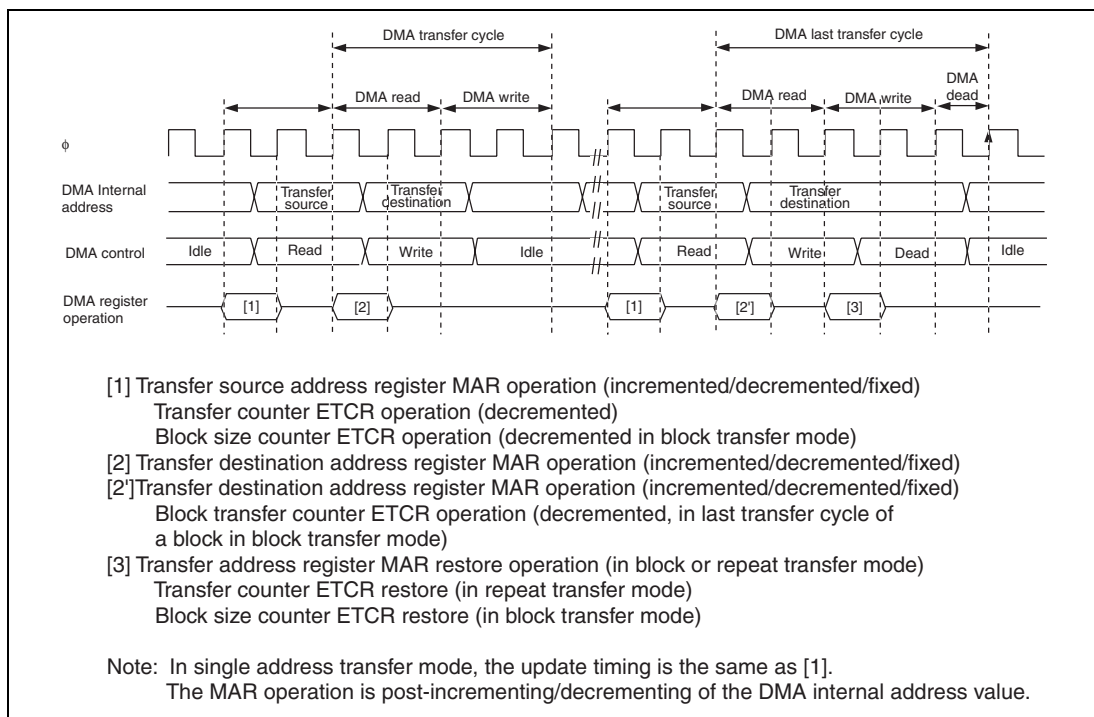 DMA transfer cycle
DMA last transfer cycle
DMA read
DMA write
DMA read
DMA write
DMA
dead
ϕ
DMA Internal
address
Transfer
source
Transfer
destination
Transfer
source
Transfer
destination
DMA control
Idle
Read
Write
Idle
Read
Write
Dead
Idle
DMA register
operation
[1]
[2]
[1]
[2']
[3]
[1] Transfer source address register MAR operation (incremented/decremented/fixed)
Transfer counter ETCR operation (decremented)
Block size counter ETCR operation (decremented in block transfer mode)
[2] Transfer destination address register MAR operation (incremented/decremented/fixed)
[2']Transfer destination address register MAR operation (incremented/decremented/fixed)
Block transfer counter ETCR operation (decremented, in last transfer cycle of
a block in block transfer mode)
[3] Transfer address register MAR restore operation (in block or repeat transfer mode)
Transfer counter ETCR restore (in repeat transfer mode)
Block size counter ETCR restore (in block transfer mode)
Note: In single address transfer mode, the update timing is the same as [1].
The MAR operation is post-incrementing/decrementing of the DMA internal address value.